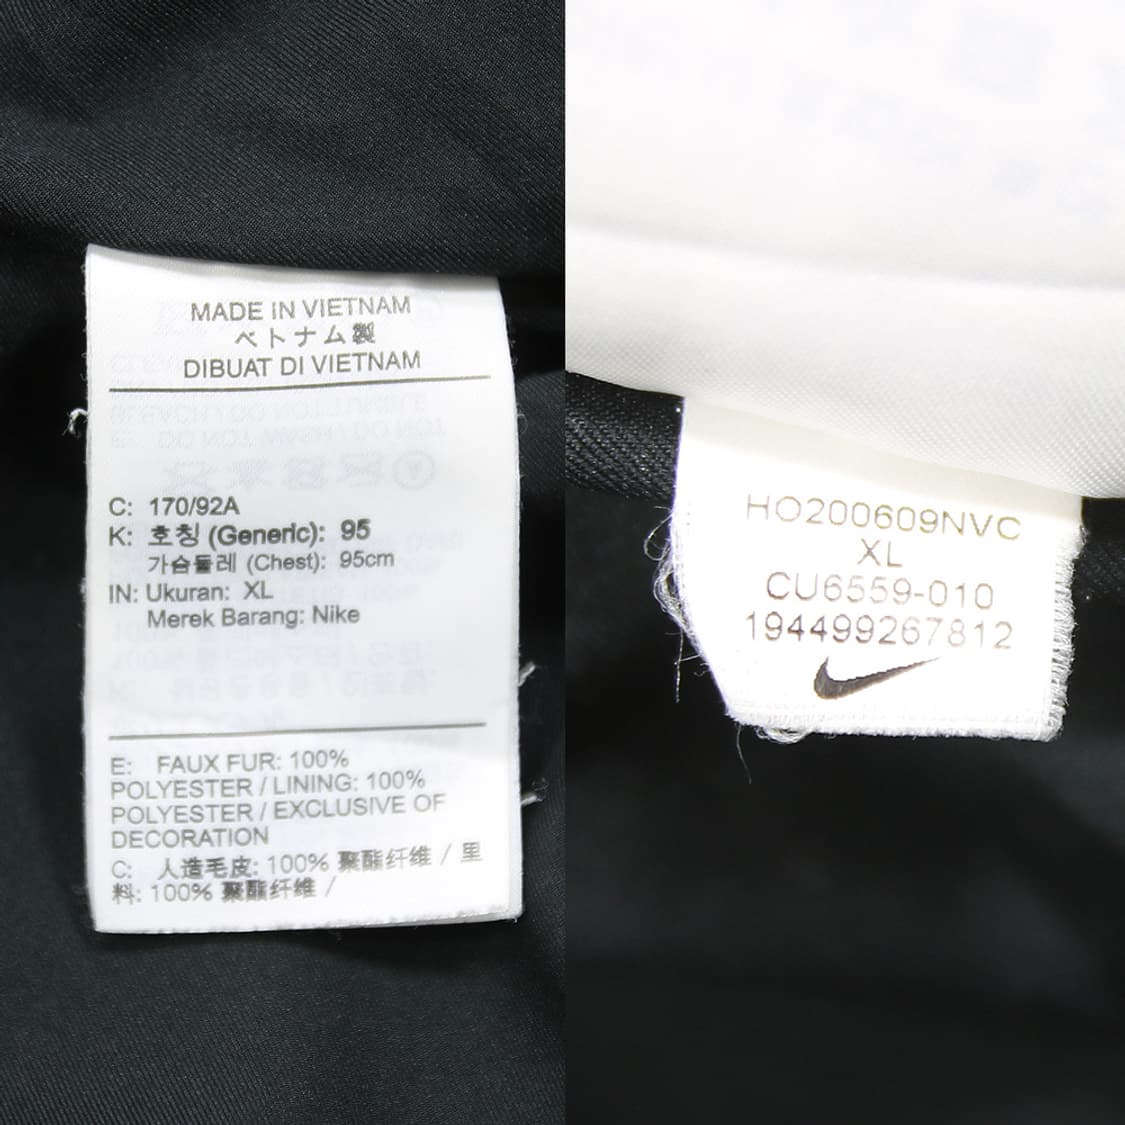 MADE IN VIETNAM
ベトナム製
DIBUAT DI VIETNAM
C: 170/92A
K: 호칭 (Generic): 95
가슴둘레 (Chest): 95cm
IN: Ukuran: XL
Merek Barang: Nike
E: FAUX FUR: 100%
POLYESTER / LINING: 100%
POLYESTER / EXCLUSIVE OF
DECORATION
C: 人造毛皮: 100% 聚酯纤维 / 里
料: 100% 聚酯纤维 /
HO200609NVC
XL
CU6559-010
194499267812